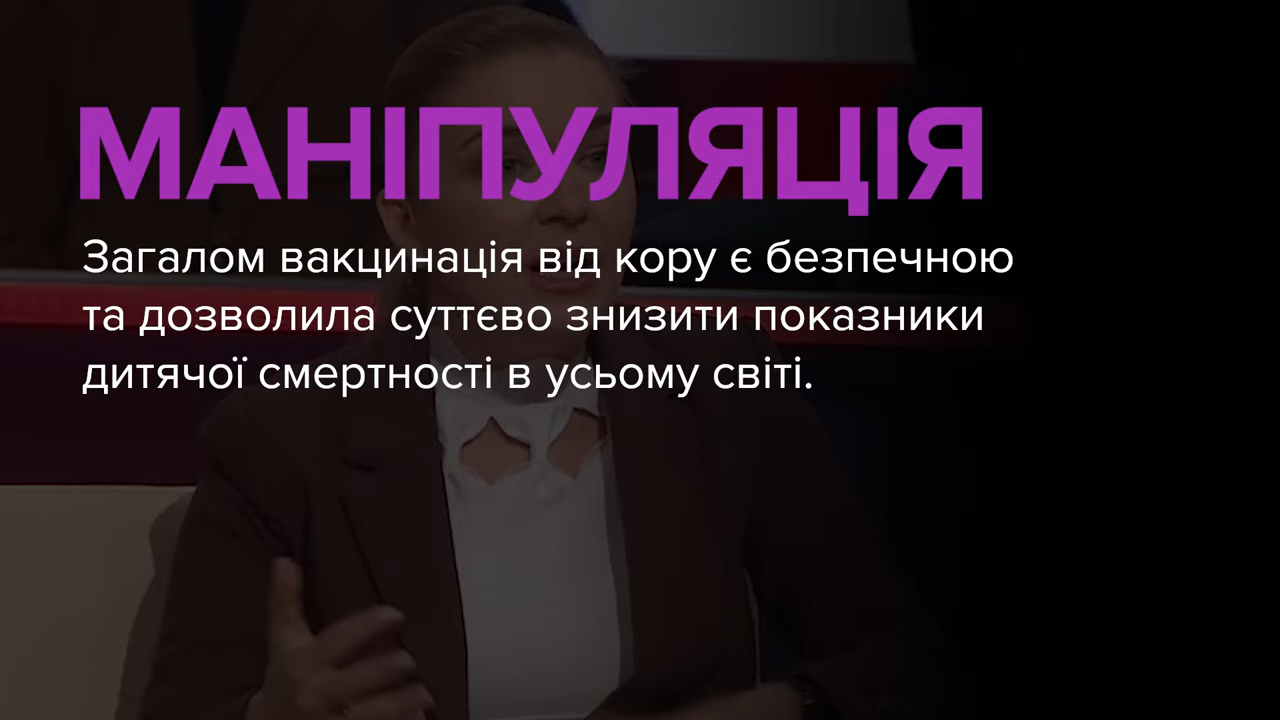 МАНІПУЛЯЦІЯ
Загалом вакцинація від кору є безпечною
та дозволила суттєво знизити показники
дитячої смертності в усьому світі.